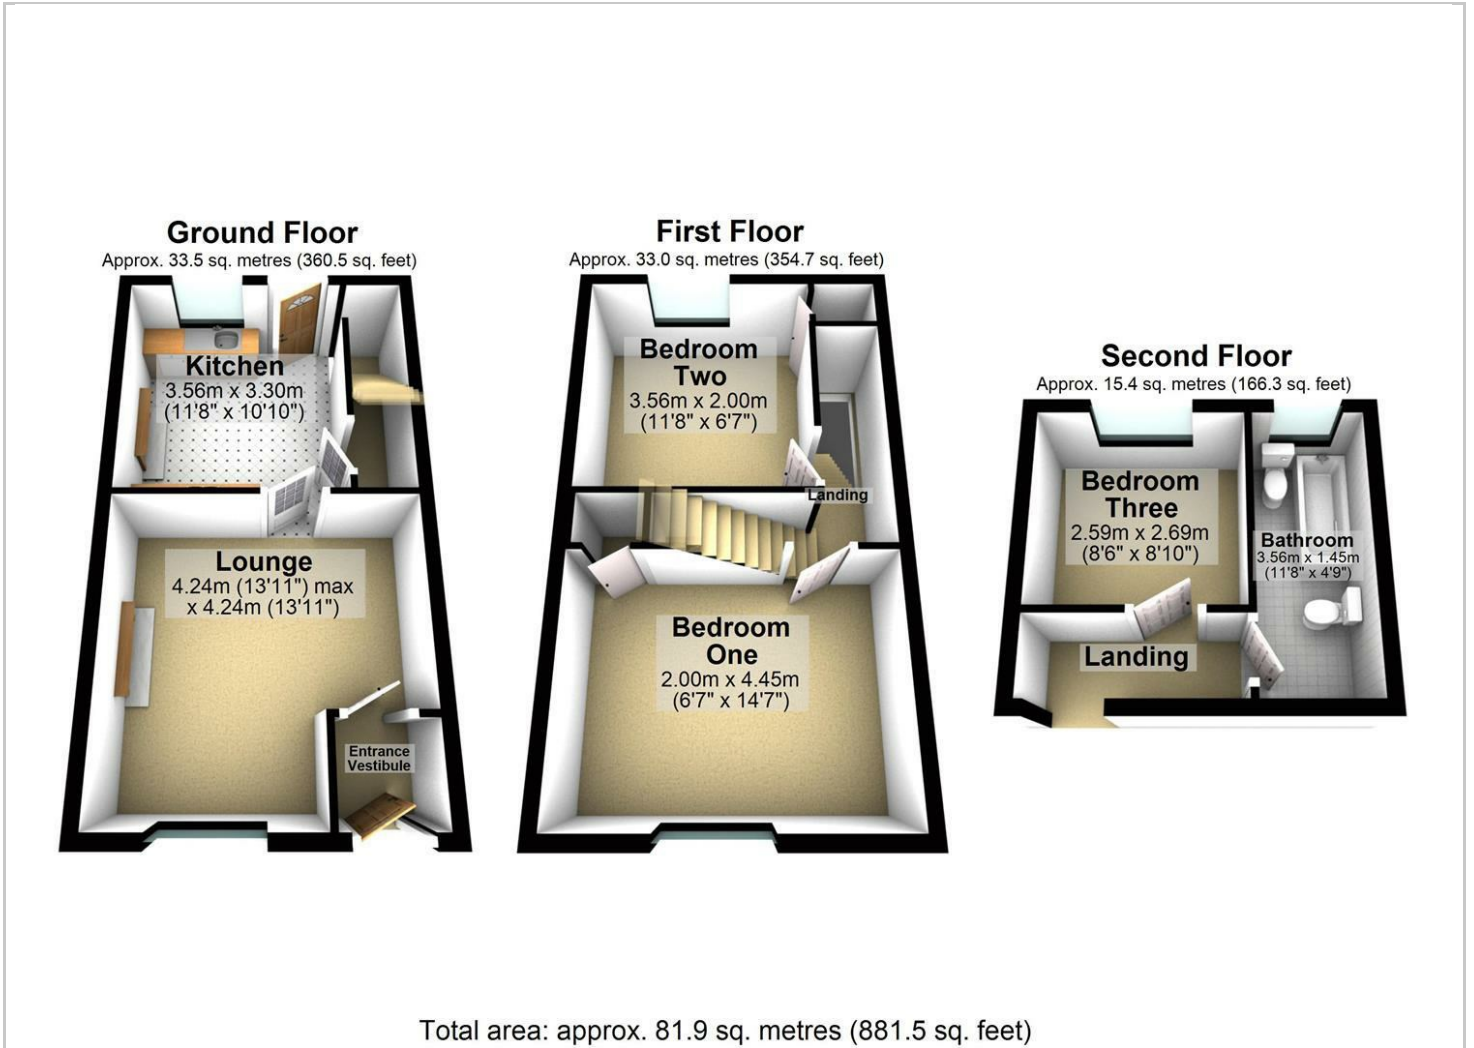 Ground Floor
Approx. 33.5 sq. metres (360.5 sq. feet)
Kitchen
3.56m x 3.30m
(11'8" x 10'10")
Lounge
4.24m (13'11") max
x 4.24m (13'11")
Entrance
Vestibule
First Floor
Approx. 33.0 sq. metres (354.7 sq. feet)
Bedroom
Two
3.56m x 2.00m
(11'8" x 6'7")
Landing
Bedroom
One
2.00m x 4.45m
(6'7" x 14'7")
Second Floor
Approx. 15.4 sq. metres (166.3 sq. feet)
Bedroom
Three
2.59m x 2.69m
(8'6" x 8'10")
Bathroom
3.56m x 1.45m
(11'8" x 4'9")
Landing
Total area: approx. 81.9 sq. metres (881.5 sq. feet)